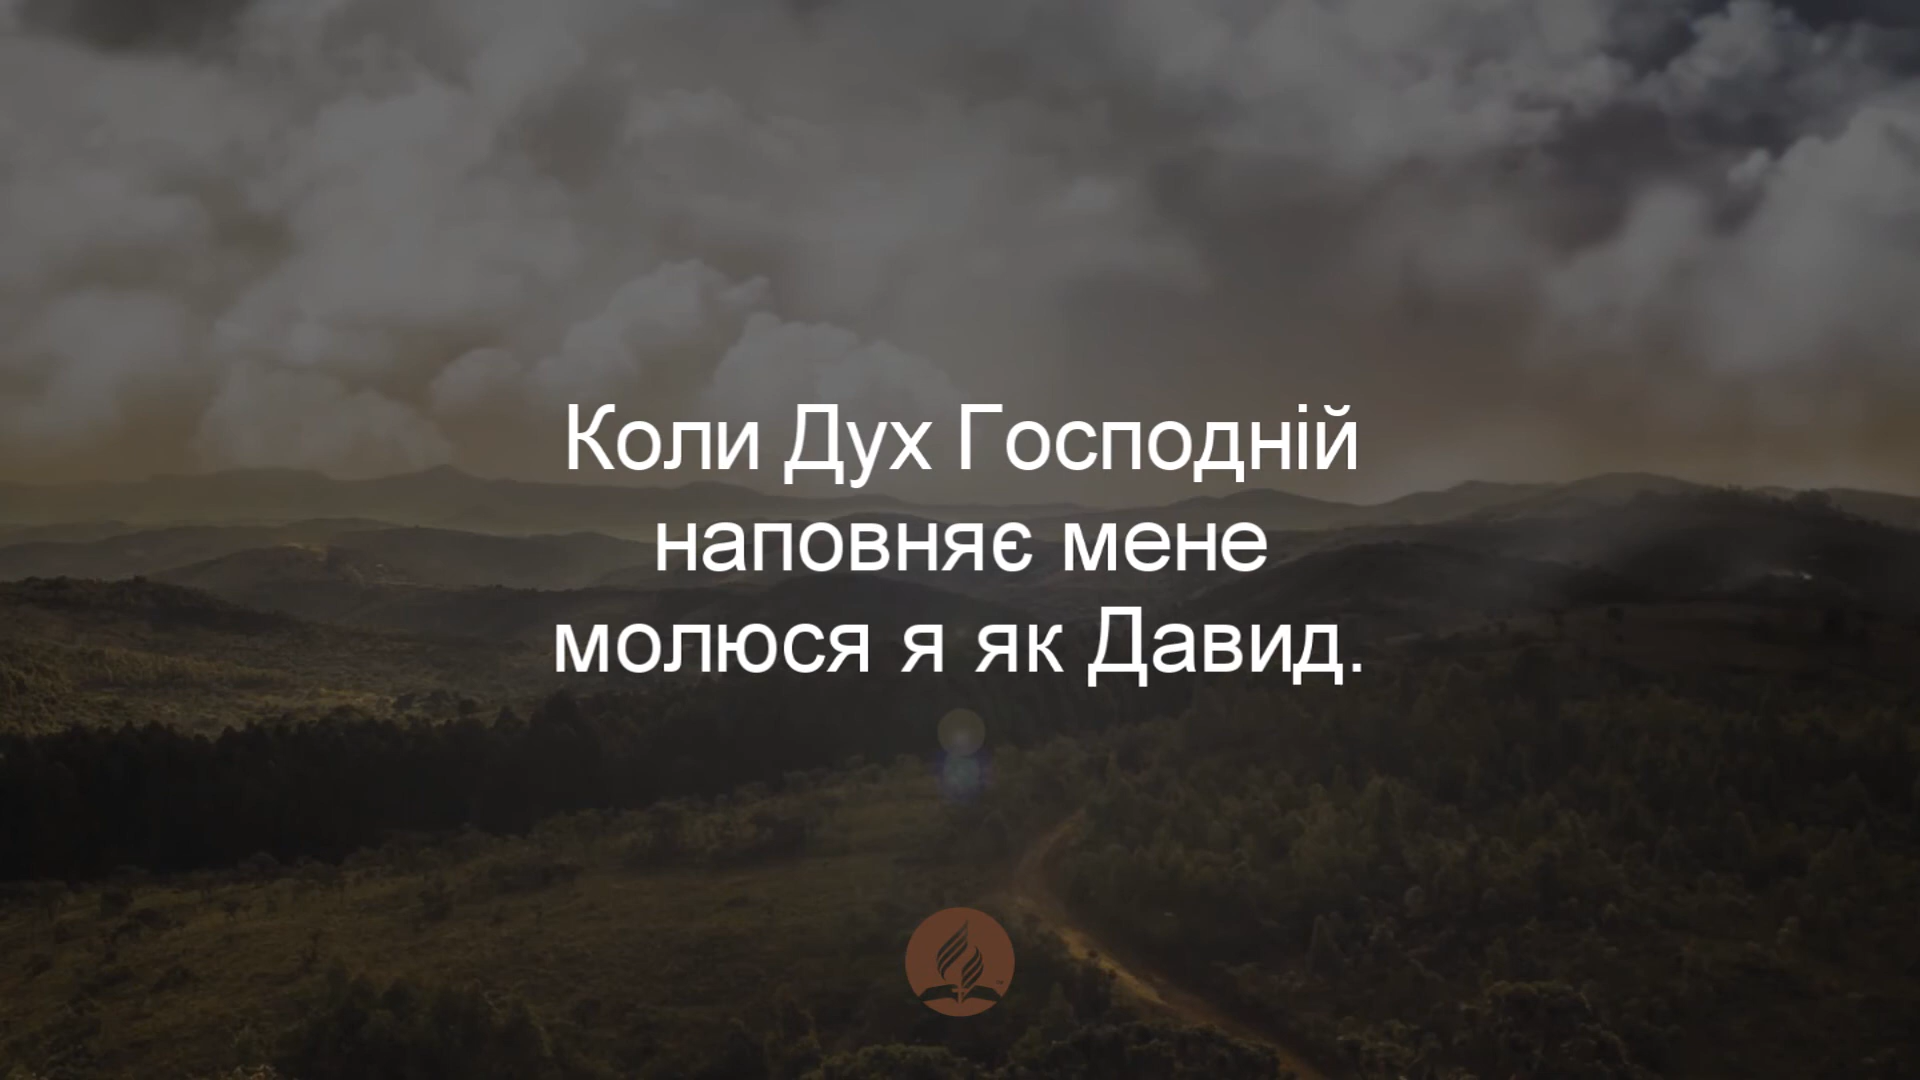 Коли Дух Господній
наповняє мене
молюся я як Давид.